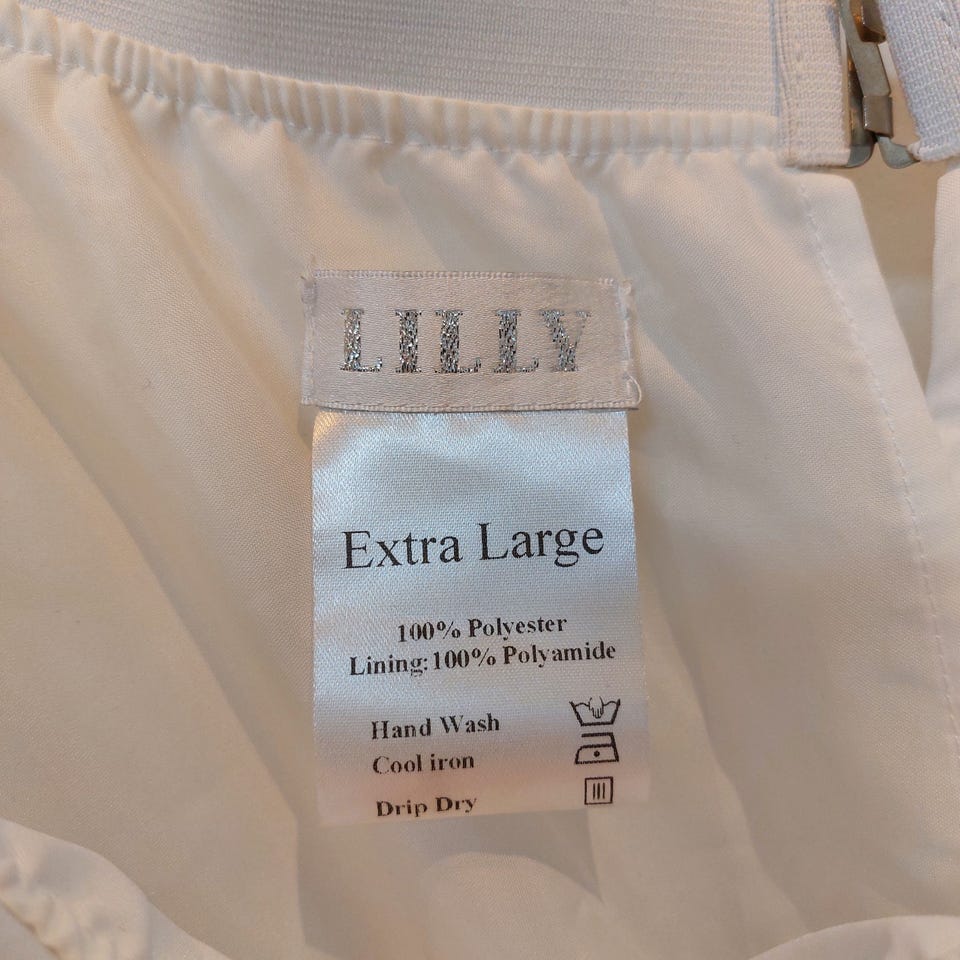 LILLY
Extra Large
100% Polyester
Lining:100% Polyamide
Hand Wash
Cool iron
Drip Dry